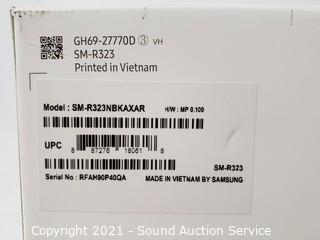 GH69-27770D ③ VH
SM-R323
Printed in Vietnam
Model : SM-R323NBKAXAR H/W : MP 0.100
UPC
8 87276 18061 8
SM-R323
Serial No : RFAH90P40QA MADE IN VIETNAM BY SAMSUNG
Copyright © 2021 - Sound Auction Service